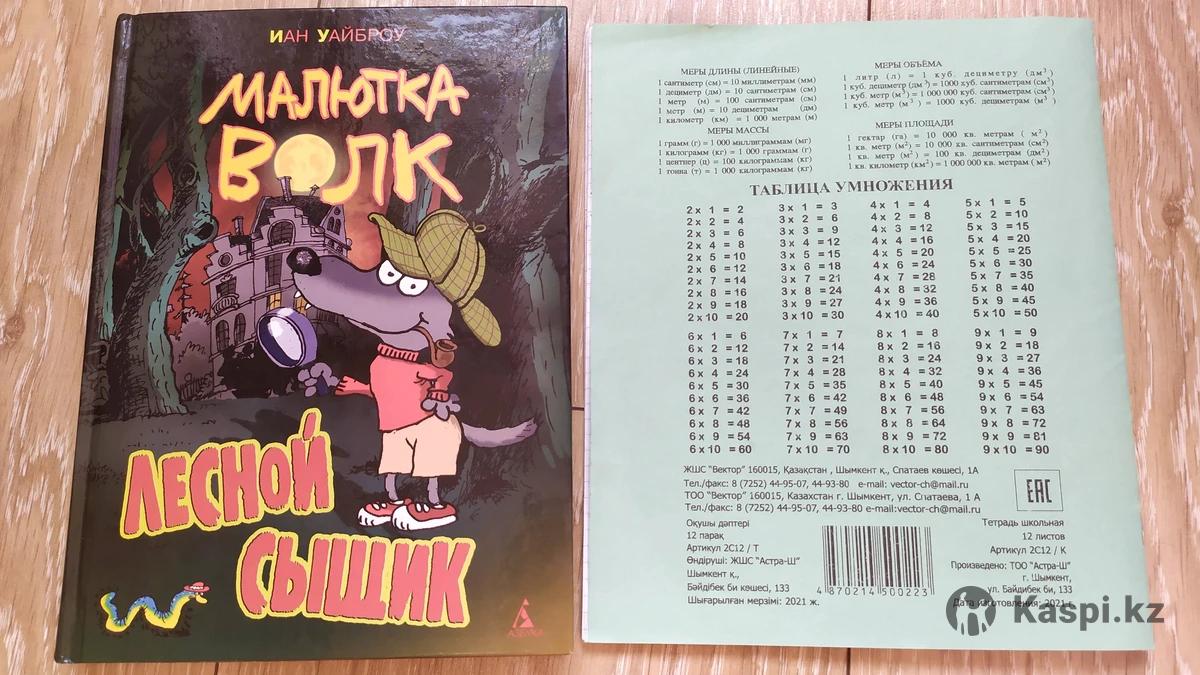 Иан Уайброу
МАЛЮТКА
ВОЛК
ЛЕСНОЙ
СЫЩИК
АЗБУКА
МЕРЫ ДЛИНЫ (ЛИНЕЙНЫЕ)
1 сантиметр (см) = 10 миллиметрам (мм)
1 дециметр (дм) = 10 сантиметрам (см)
1 метр (м) = 100 сантиметрам (см)
1 метр (м) = 10 дециметрам (дм)
1 километр (км) = 1 000 метрам (м)
МЕРЫ МАССЫ
1 грамм (г) = 1 000 миллиграммам (мг)
1 килограмм (кг) = 1 000 граммам (г)
1 центнер (ц) = 100 килограммам (кг)
1 тонна (т) = 1 000 килограммам (кг)
МЕРЫ ОБЪЁМА
1 литр (л) = 1 куб. дециметру (дм³)
1 куб. дециметр (дм³) = 1000 куб. сантиметрам (см³)
1 куб. метр (м³) = 1 000 000 куб. сантиметрам (см³)
1 куб. метр (м³) = 1000 куб. дециметрам (дм³)
МЕРЫ ПЛОЩАДИ
1 гектар (га) = 10 000 кв. метрам (м²)
1 кв. метр (м²) = 10 000 кв. сантиметрам (см²)
1 кв. метр (м²) = 100 кв. дециметрам (дм²)
1 кв. километр (км²) = 1 000 000 кв. метрам (м²)
ТАБЛИЦА УМНОЖЕНИЯ
2 x 1 = 2 3 x 1 = 3 4 x 1 = 4 5 x 1 = 5
2 x 2 = 4 3 x 2 = 6 4 x 2 = 8 5 x 2 = 10
2 x 3 = 6 3 x 3 = 9 4 x 3 = 12 5 x 3 = 15
2 x 4 = 8 3 x 4 = 12 4 x 4 = 16 5 x 4 = 20
2 x 5 = 10 3 x 5 = 15 4 x 5 = 20 5 x 5 = 25
2 x 6 = 12 3 x 6 = 18 4 x 6 = 24 5 x 6 = 30
2 x 7 = 14 3 x 7 = 21 4 x 7 = 28 5 x 7 = 35
2 x 8 = 16 3 x 8 = 24 4 x 8 = 32 5 x 8 = 40
2 x 9 = 18 3 x 9 = 27 4 x 9 = 36 5 x 9 = 45
2 x 10 = 20 3 x 10 = 30 4 x 10 = 40 5 x 10 = 50
6 x 1 = 6 7 x 1 = 7 8 x 1 = 8 9 x 1 = 9
6 x 2 = 12 7 x 2 = 14 8 x 2 = 16 9 x 2 = 18
6 x 3 = 18 7 x 3 = 21 8 x 3 = 24 9 x 3 = 27
6 x 4 = 24 7 x 4 = 28 8 x 4 = 32 9 x 4 = 36
6 x 5 = 30 7 x 5 = 35 8 x 5 = 40 9 x 5 = 45
6 x 6 = 36 7 x 6 = 42 8 x 6 = 48 9 x 6 = 54
6 x 7 = 42 7 x 7 = 49 8 x 7 = 56 9 x 7 = 63
6 x 8 = 48 7 x 8 = 56 8 x 8 = 64 9 x 8 = 72
6 x 9 = 54 7 x 9 = 63 8 x 9 = 72 9 x 9 = 81
6 x 10 = 60 7 x 10 = 70 8 x 10 = 80 9 x 10 = 90
ЖШС "Вектор" 160015, Қазақстан , Шымкент қ., Спатаев көшесі, 1А
Тел./факс: 8 (7252) 44-95-07, 44-93-80 e-mail: vector-ch@mail.ru
ТОО "Вектор" 160015, Казахстан г. Шымкент, ул. Спатаева, 1 А
Тел./факс: 8 (7252) 44-95-07, 44-93-80 e-mail:vector-ch@mail.ru
EAC
Оқушы дәптері
12 парақ
Артикул 2С12 / Т
Өндіруші: ЖШС "Астра-Ш"
Шымкент қ.,
Бәйдібек би көшесі, 133
Шығарылған мерзімі: 2021 ж.
4 870214 500223
Тетрадь школьная
12 листов
Артикул 2С12 / К
Произведено: ТОО "Астра-Ш"
г. Шымкент,
ул. Байдибек би, 133
Дата изготовления: 2021 г.
Kaspi.kz